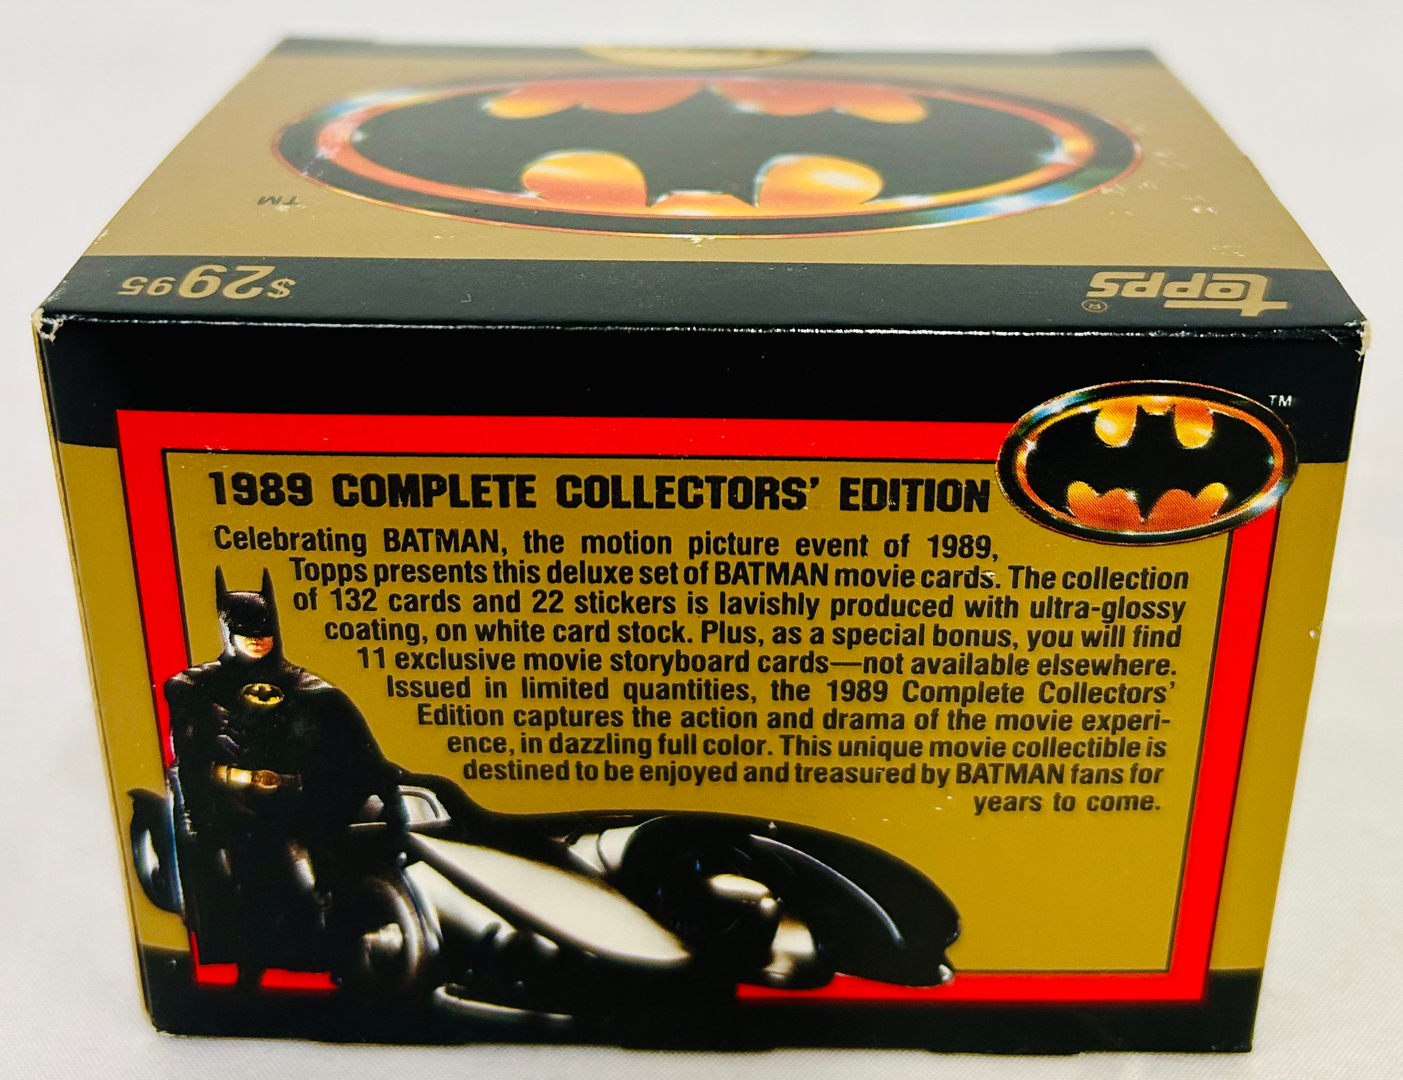 TM
$29.95
topps®
TM
1989 COMPLETE COLLECTORS' EDITION
Celebrating BATMAN, the motion picture event of 1989,
Topps presents this deluxe set of BATMAN movie cards. The collection
of 132 cards and 22 stickers is lavishly produced with ultra-glossy
coating, on white card stock. Plus, as a special bonus, you will find
11 exclusive movie storyboard cards—not available elsewhere.
Issued in limited quantities, the 1989 Complete Collectors'
Edition captures the action and drama of the movie experi-
ence, in dazzling full color. This unique movie collectible is
destined to be enjoyed and treasured by BATMAN fans for
years to come.